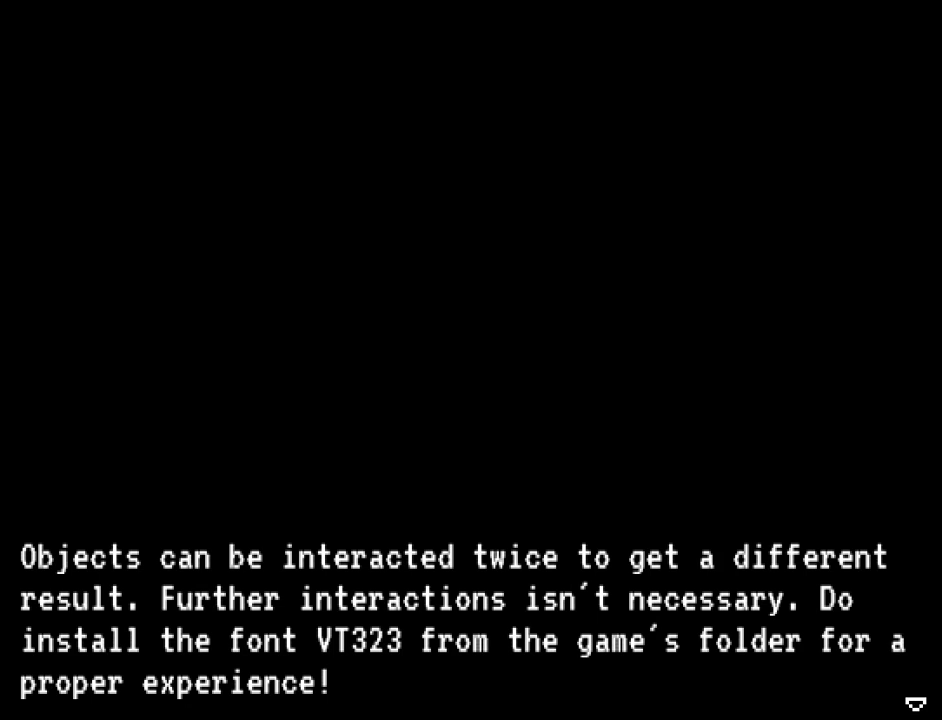 Objects can be interacted twice to get a different
result. Further interactions isn´t necessary. Do
install the font VT323 from the game´s folder for a
proper experience!